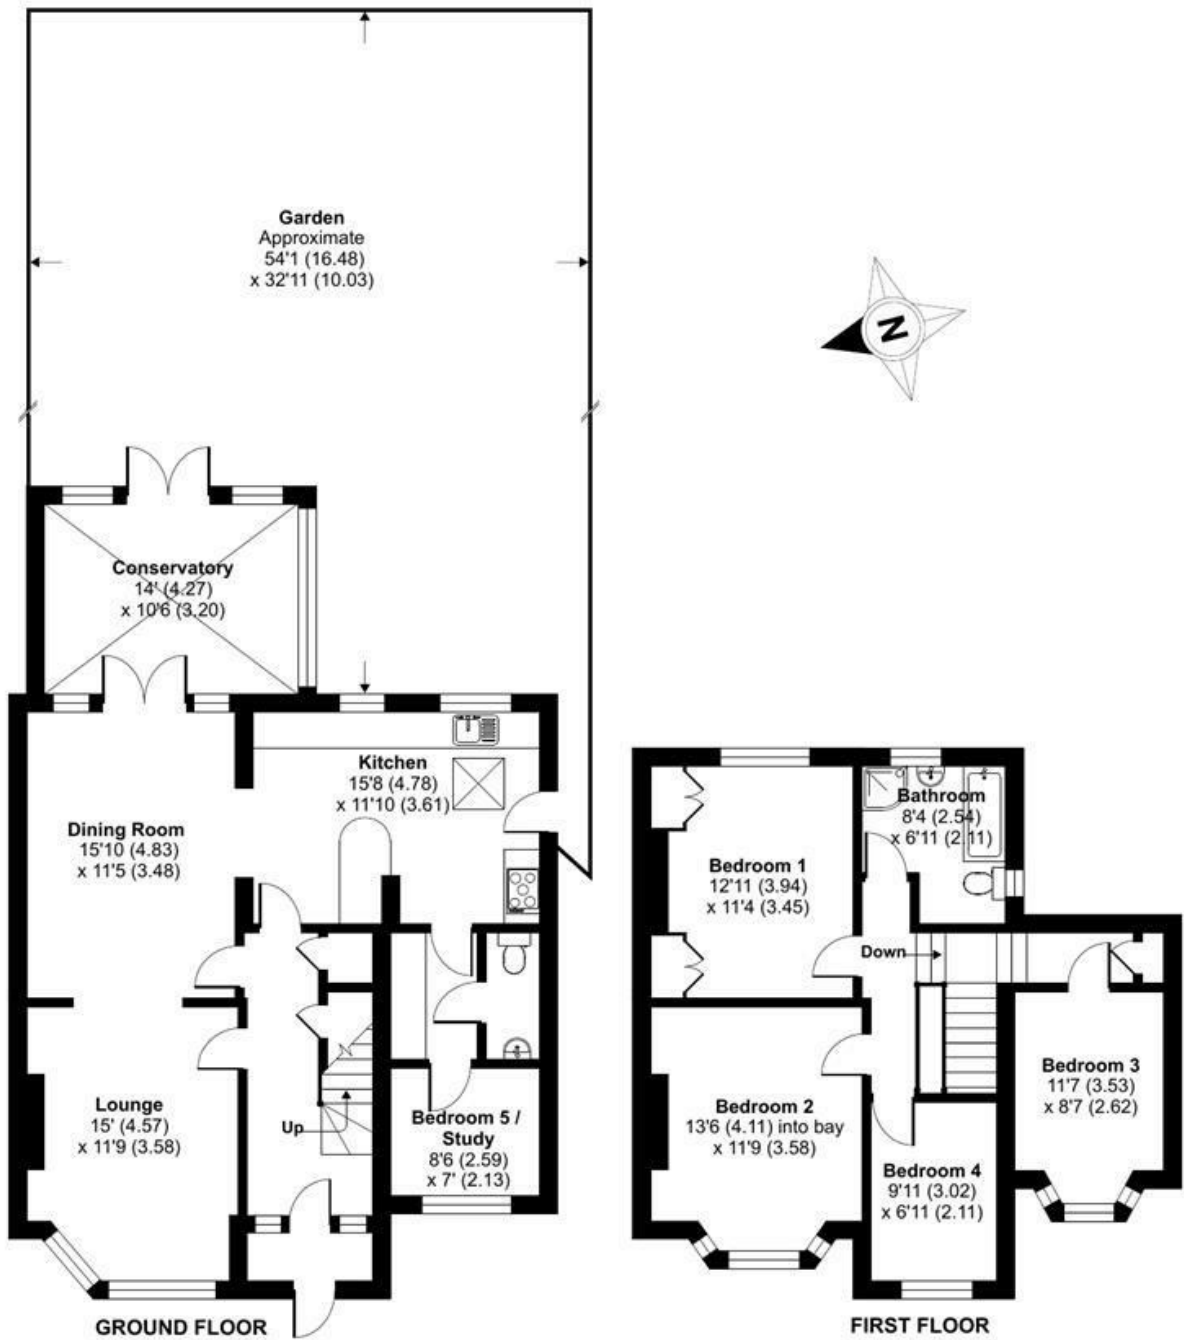 Garden
Approximate
54'1 (16.48)
x 32'11 (10.03)
N
Conservatory
14' (4.27)
x 10'6 (3.20)
Kitchen
15'8 (4.78)
x 11'10 (3.61)
Dining Room
15'10 (4.83)
x 11'5 (3.48)
Lounge
15' (4.57)
x 11'9 (3.58)
Up
Bedroom 5 /
Study
8'6 (2.59)
x 7' (2.13)
GROUND FLOOR
Bathroom
8'4 (2.54)
x 6'11 (2.11)
Bedroom 1
12'11 (3.94)
x 11'4 (3.45)
Down
Bedroom 3
11'7 (3.53)
x 8'7 (2.62)
Bedroom 2
13'6 (4.11) into bay
x 11'9 (3.58)
Bedroom 4
9'11 (3.02)
x 6'11 (2.11)
FIRST FLOOR